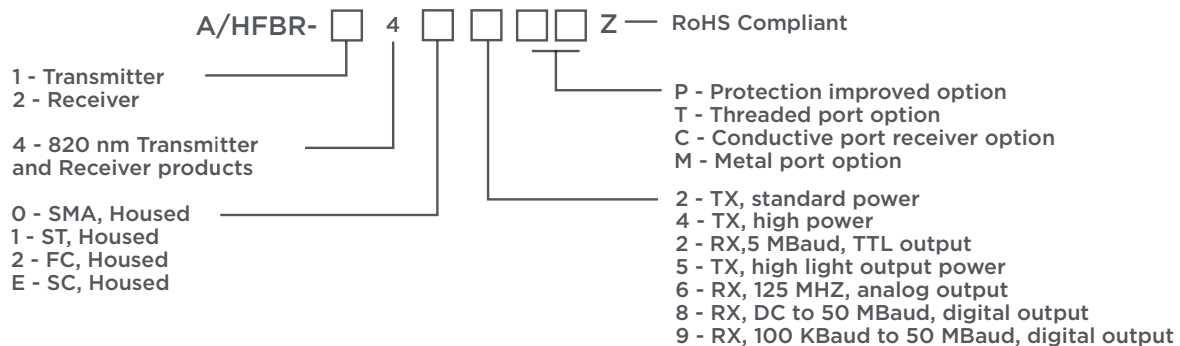 A/HFBR- 4 Z RoHS Compliant
1 - Transmitter
2 - Receiver
4 - 820 nm Transmitter
and Receiver products
0 - SMA, Housed
1 - ST, Housed
2 - FC, Housed
E - SC, Housed
P - Protection improved option
T - Threaded port option
C - Conductive port receiver option
M - Metal port option
2 - TX, standard power
4 - TX, high power
2 - RX,5 MBaud, TTL output
5 - TX, high light output power
6 - RX, 125 MHZ, analog output
8 - RX, DC to 50 MBaud, digital output
9 - RX, 100 KBaud to 50 MBaud, digital output